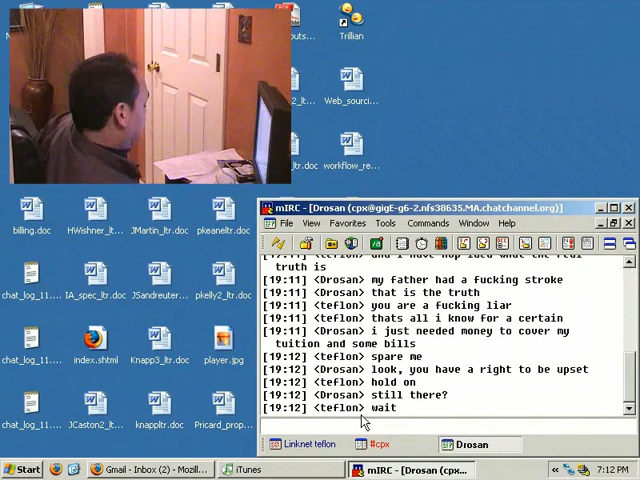 Trillian
Web_sourci...
workflow_re...
billing.doc
HWishner_lt...
JMartin_ltr.doc
pkeaneltr.doc
chat_log_11...
IA_spec_ltr.doc
JSandreuter...
pkelly2_ltr.doc
index.shtml
Knapp3_ltr.doc
player.jpg
chat_log_11...
JCaston2_ltr...
knappltr.doc
Pricard_prop...
mIRC - [Drosan (cpx@gigE-g6-2.nfs38635.MA.chatchannel.org)]
File View Favorites Tools Commands Window Help
truth is
[19:11] <Drosan> my father had a fucking stroke
[19:11] <Drosan> that is the truth
[19:11] <teflon> you are a fucking liar
[19:11] <teflon> thats all i know for a certain
[19:11] <Drosan> i just needed money to cover my
tuition and some bills
[19:12] <teflon> spare me
[19:12] <Drosan> look, you have a right to be upset
[19:12] <teflon> hold on
[19:12] <Drosan> still there?
[19:12] <teflon> wait
Linknet teflon
#cpx
Drosan
Start
Gmail - Inbox (2) - Mozill...
iTunes
mIRC - [Drosan (cpx...
7:12 PM